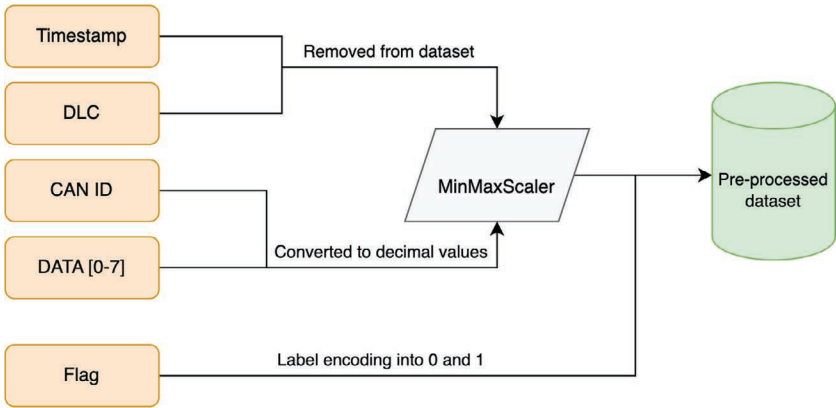 Timestamp
Removed from dataset
DLC
CAN ID
MinMaxScaler
Pre-processed
dataset
DATA [0-7]
Converted to decimal values
Flag
Label encoding into 0 and 1